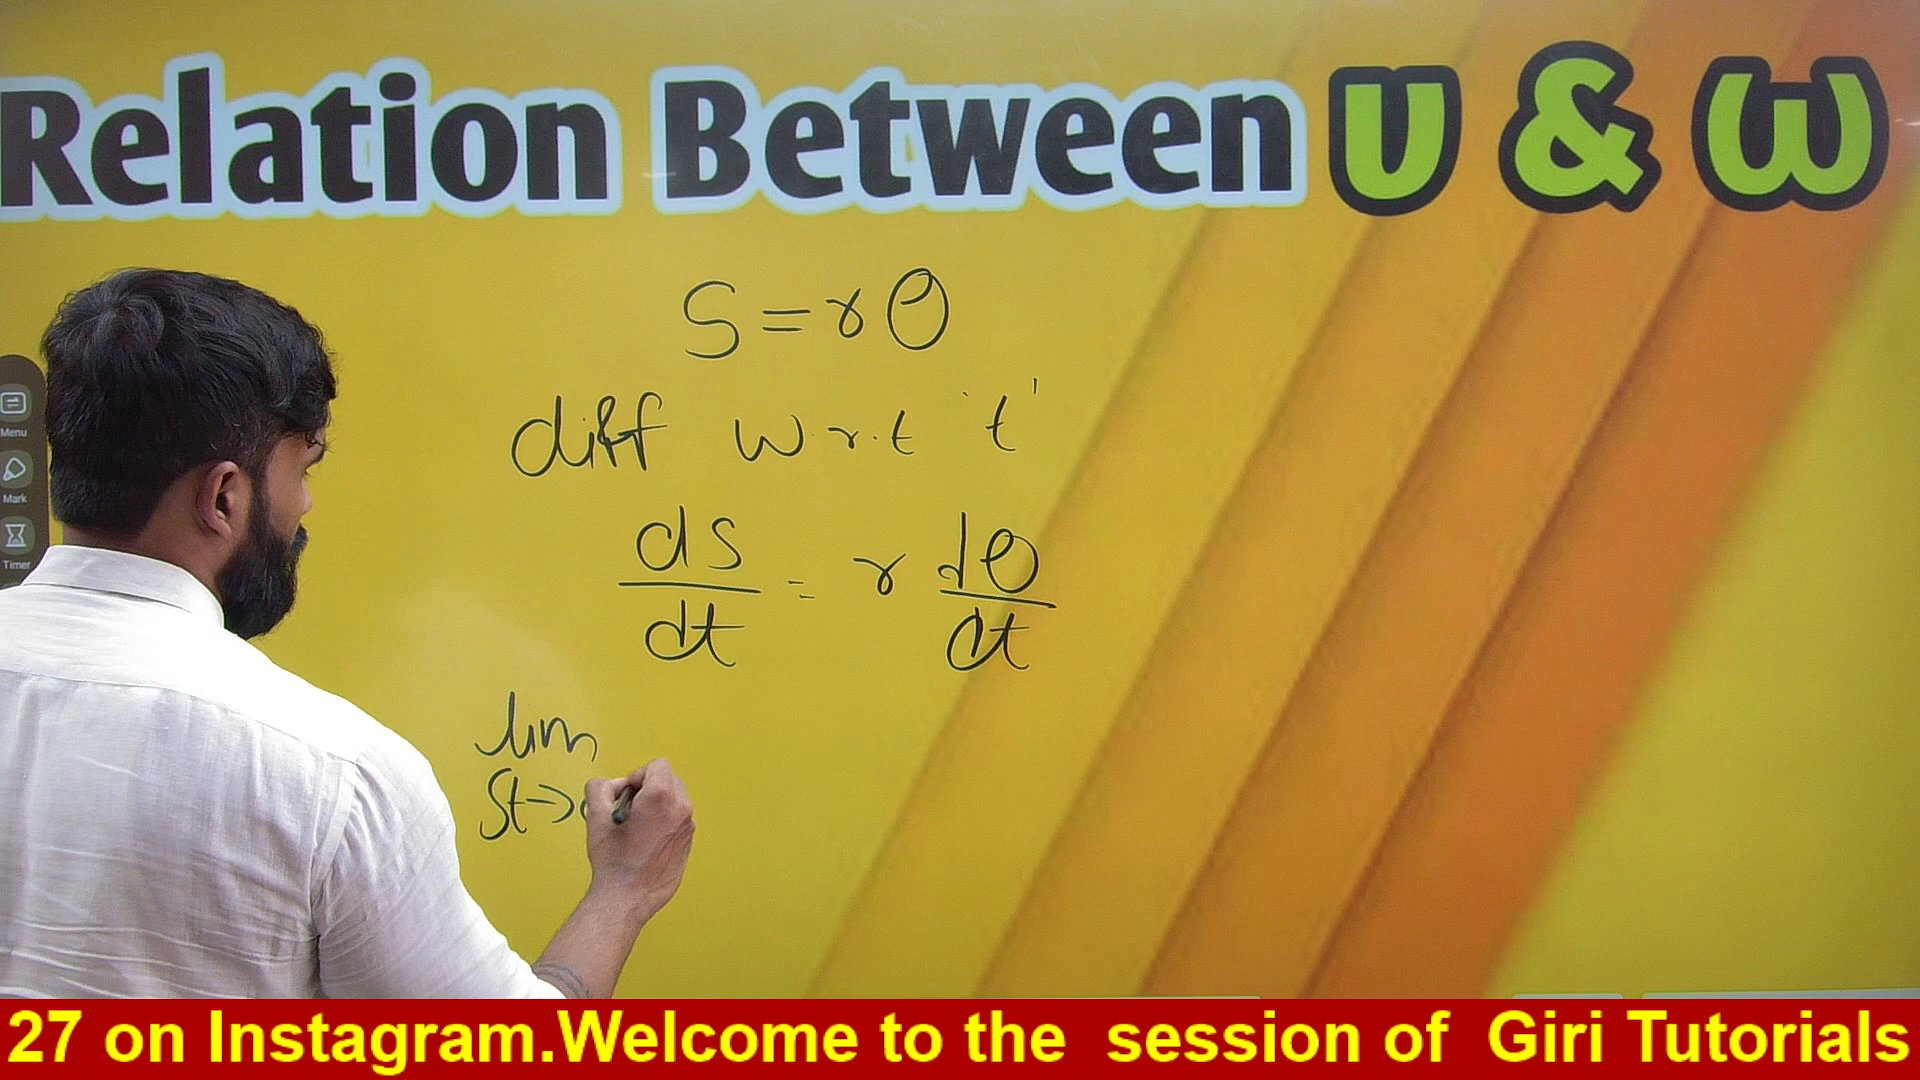 Relation Between υ & ω
S = r θ
diff w.r.t 't'
ds/dt = r dθ/dt
lim
δt→
Menu
Mark
Timer
27 on Instagram.Welcome to the session of Giri Tutorials